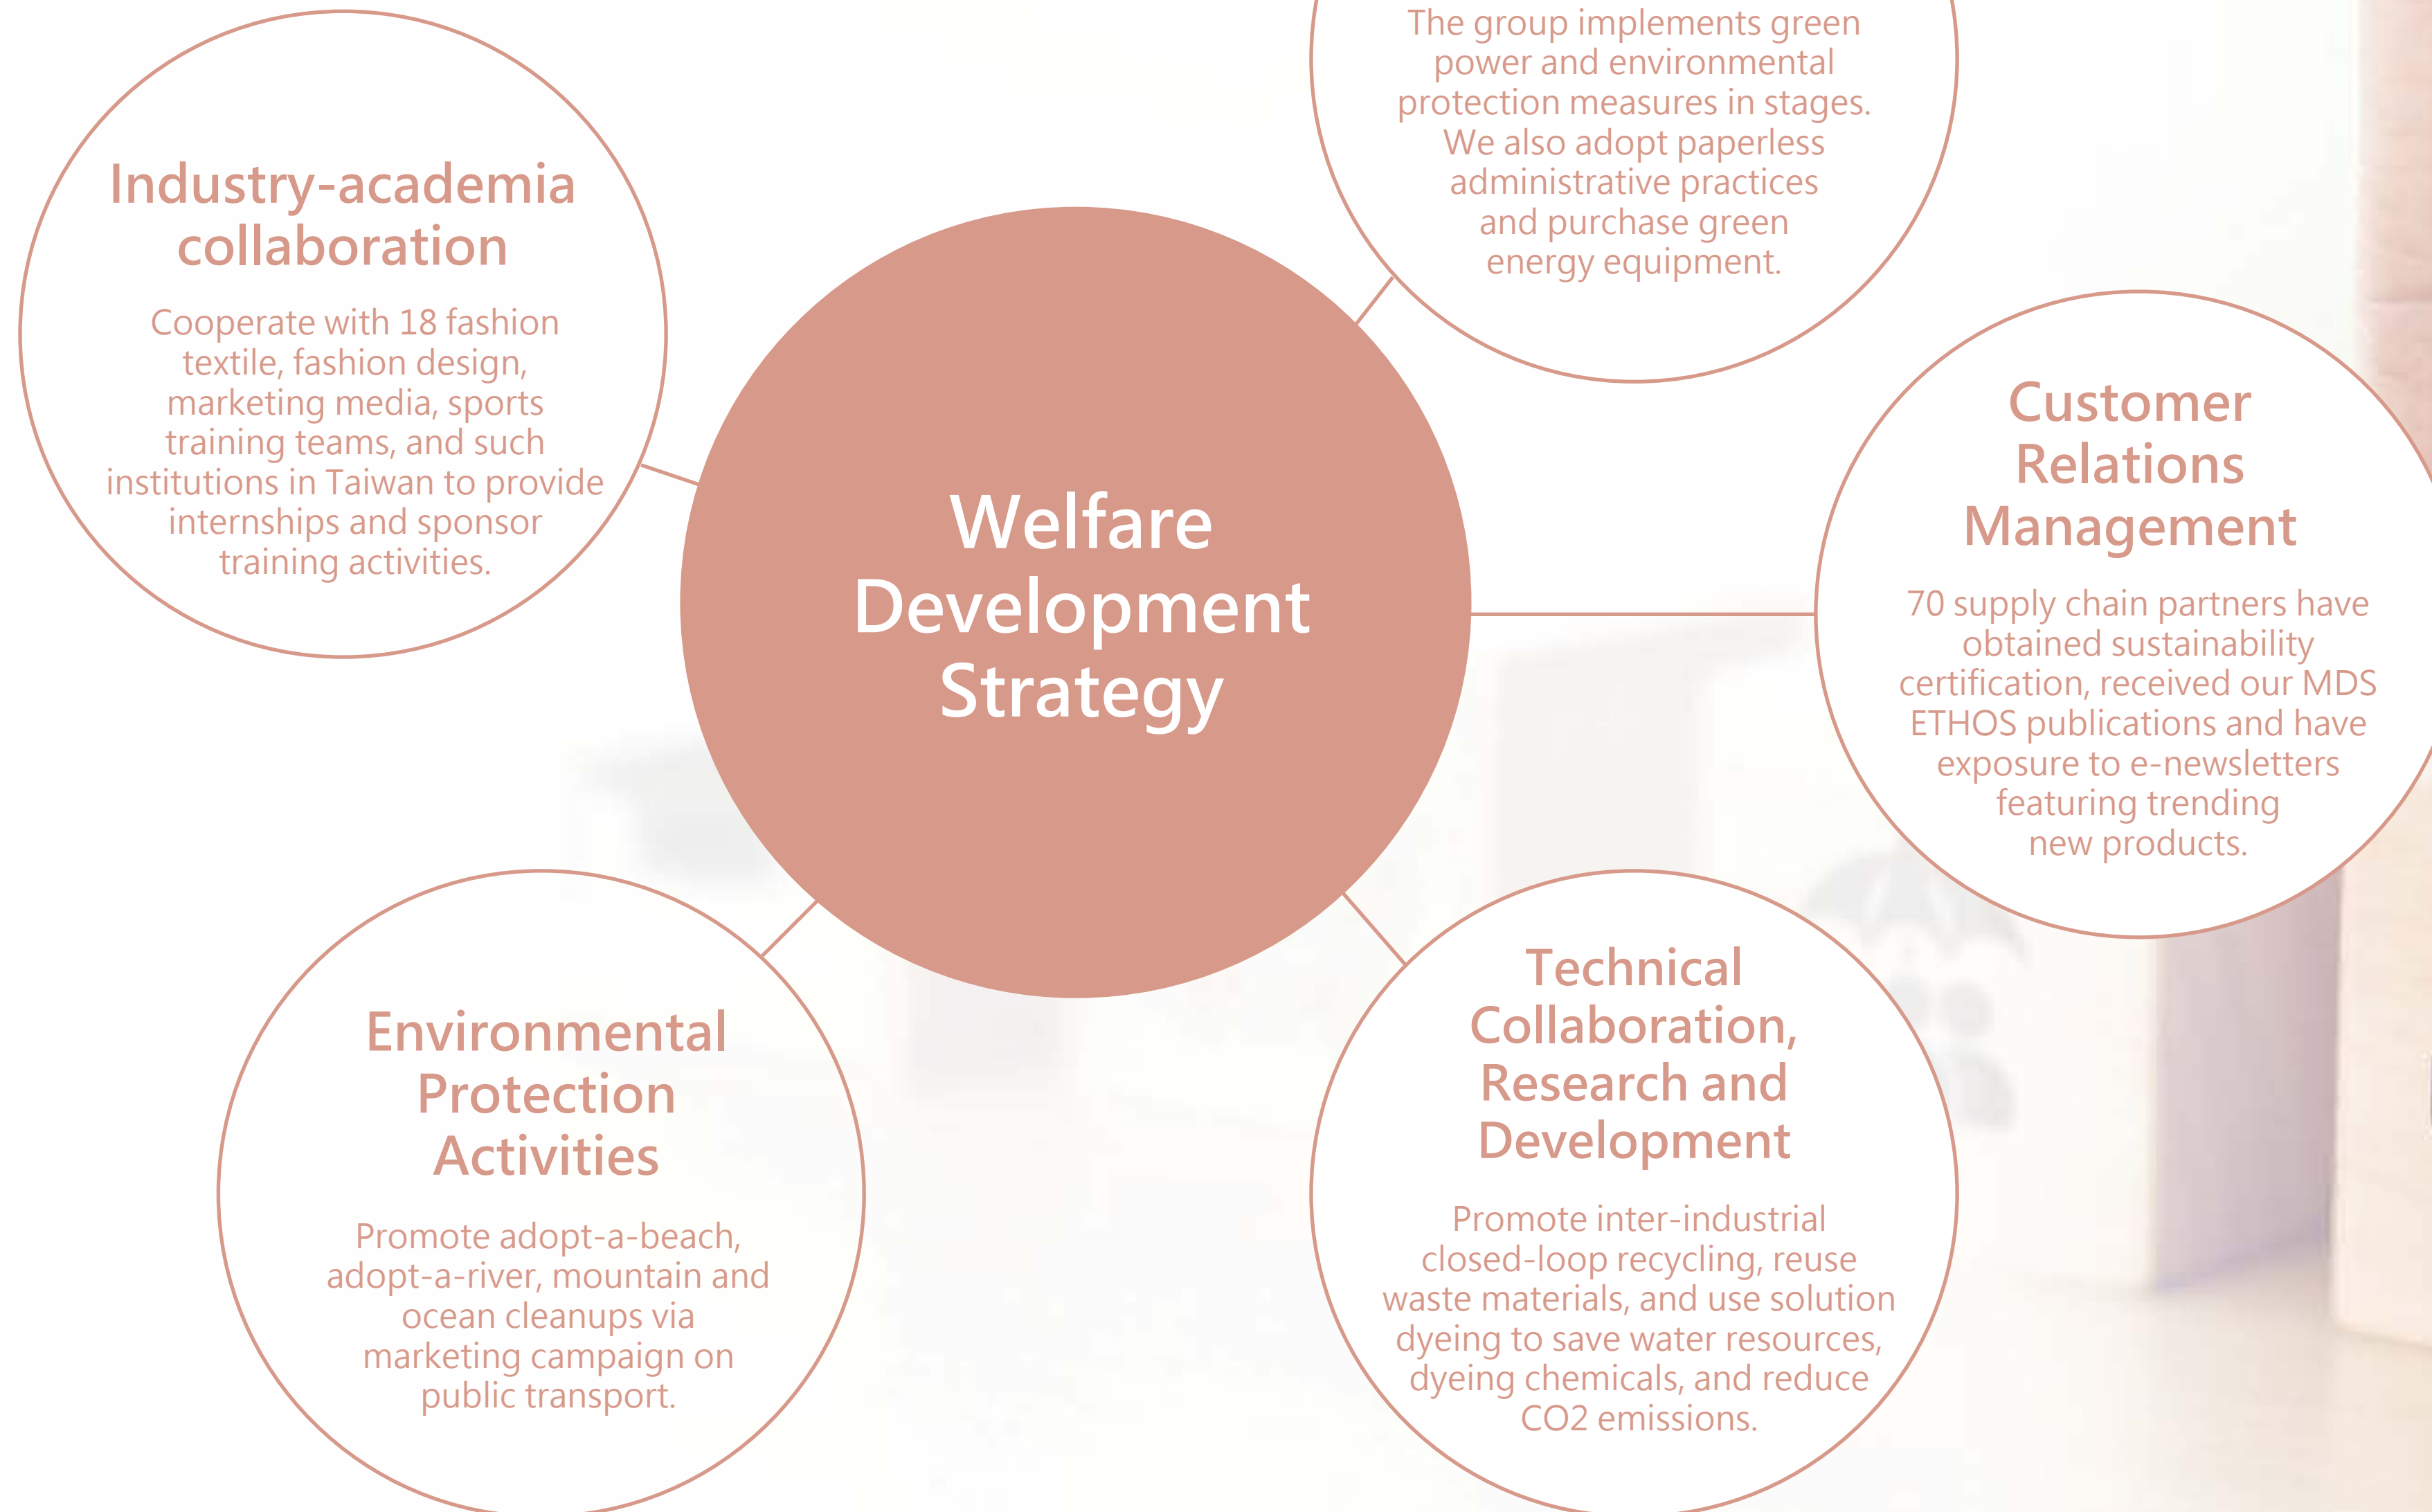 The group implements green
power and environmental
protection measures in stages.
We also adopt paperless
administrative practices
and purchase green
energy equipment.
Industry-academia
collaboration
Cooperate with 18 fashion
textile, fashion design,
marketing media, sports
training teams, and such
institutions in Taiwan to provide
internships and sponsor
training activities.
Welfare
Development
Strategy
Customer
Relations
Management
70 supply chain partners have
obtained sustainability
certification, received our MDS
ETHOS publications and have
exposure to e-newsletters
featuring trending
new products.
Environmental
Protection
Activities
Promote adopt-a-beach,
adopt-a-river, mountain and
ocean cleanups via
marketing campaign on
public transport.
Technical
Collaboration,
Research and
Development
Promote inter-industrial
closed-loop recycling, reuse
waste materials, and use solution
dyeing to save water resources,
dyeing chemicals, and reduce
CO2 emissions.